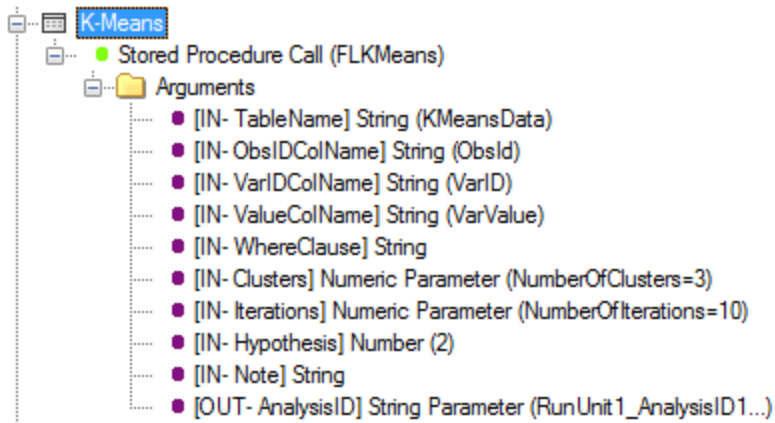 K-Means
Stored Procedure Call (FLKMeans)
Arguments
[IN- TableName] String (KMeansData)
[IN- ObsIDColName] String (ObsId)
[IN- VarIDColName] String (VarID)
[IN- ValueColName] String (VarValue)
[IN- WhereClause] String
[IN- Clusters] Numeric Parameter (NumberOfClusters=3)
[IN- Iterations] Numeric Parameter (NumberOfIterations=10)
[IN- Hypothesis] Number (2)
[IN- Note] String
[OUT- AnalysisID] String Parameter (RunUnit1_AnalysisID1...)